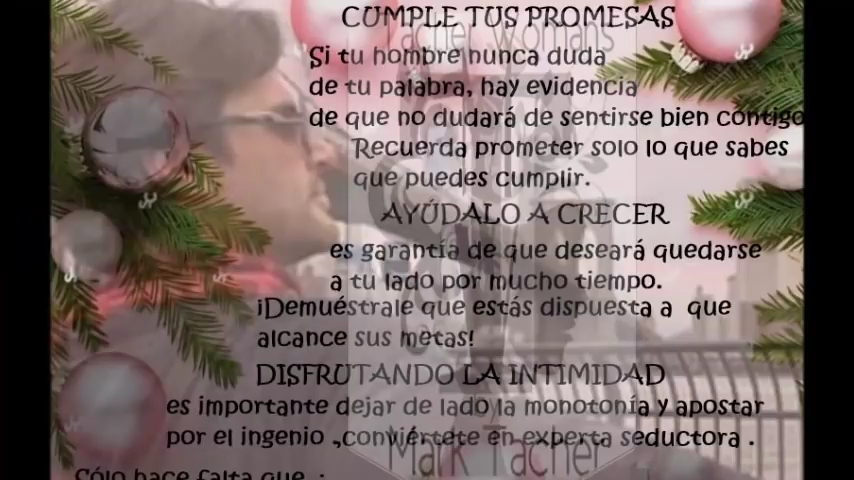 CUMPLE TUS PROMESAS
Tacher Womans
Si tu hombre nunca duda
de tu palabra, hay evidencia
de que no dudará de sentirse bien contigo
Recuerda prometer solo lo que sabes
que puedes cumplir.
AYÚDALO A CRECER
es garantía de que deseará quedarse
a tu lado por mucho tiempo.
¡Demuéstrale que estás dispuesta a que
alcance sus metas!
DISFRUTANDO LA INTIMIDAD
es importante dejar de lado la monotonía y apostar
por el ingenio ,conviértete en experta seductora .
Mark Tacher
Sólo hace falta que :